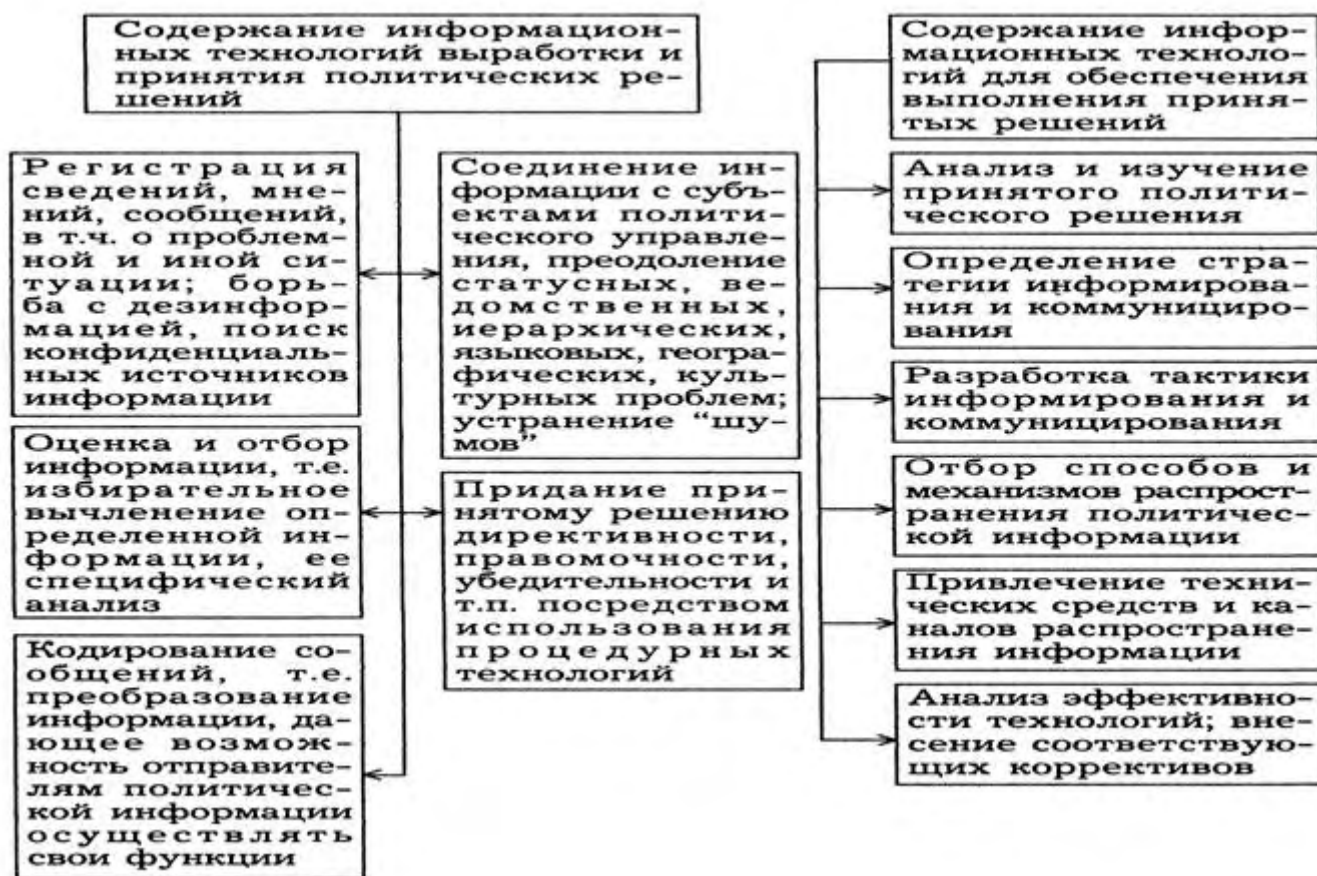 Содержание информацион-
ных технологий выработки и
принятия политических ре-
шений
Регистрация
сведений, мне-
ний, сообщений,
в т.ч. о проблем-
ной и иной си-
туации; борь-
ба с дезинфор-
мацией, поиск
конфиденциаль-
ных источников
информации
Оценка и отбор
информации, т.е.
избирательное
вычленение оп-
ределенной ин-
формации, ее
специфический
анализ
Кодирование со-
общений, т.е.
преобразование
информации, да-
ющее возмож-
ность отправите-
лям политичес-
кой информации
осуществлять
свои функции
Соединение ин-
формации с субъ-
ектами полити-
ческого управле-
ния, преодоление
статусных, ве-
домственных,
иерархических,
языковых, геогра-
фических, куль-
турных проблем;
устранение “шу-
мов”
Придание при-
нятому решению
директивности,
правомочности,
убедительности и
т.п. посредством
использования
процедурных
технологий
Содержание инфор-
мационных техноло-
гий для обеспечения
выполнения приня-
тых решений
Анализ и изучение
принятого полити-
ческого решения
Определение стра-
тегии информирова-
ния и коммунициро-
вания
Разработка тактики
информирования и
коммуницирования
Отбор способов и
механизмов распрост-
ранения политичес-
кой информации
Привлечение техни-
ческих средств и ка-
налов распростране-
ния информации
Анализ эффективно-
сти технологий; вне-
сение соответствую-
щих коррективов